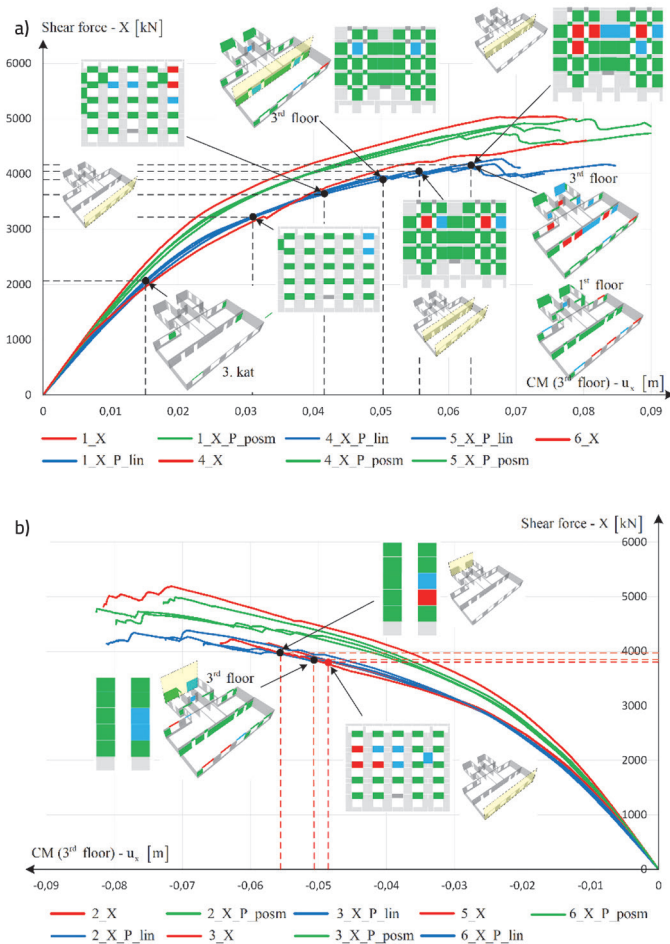 a)
Shear force - X [kN]
6000
5000
4000
3000
2000
1000
0
3rd floor
3rd floor
1st floor
3. kat
CM (3rd floor) - ux [m]
0 0,01 0,02 0,03 0,04 0,05 0,06 0,07 0,08 0,09
1_X 1_X_P_posm 4_X_P_lin 5_X_P_lin 6_X
1_X_P_lin 4_X 4_X_P_posm 5_X_P_posm
b)
Shear force - X [kN]
6000
5000
4000
3000
2000
1000
0
3rd floor
CM (3rd floor) - ux [m]
-0,09 -0,08 -0,07 -0,06 -0,05 -0,04 -0,03 -0,02 -0,01 0
2_X 2_X_P_posm 3_X_P_lin 5_X 6_X_P_posm
2_X_P_lin 3_X 3_X_P_posm 6_X_P_lin